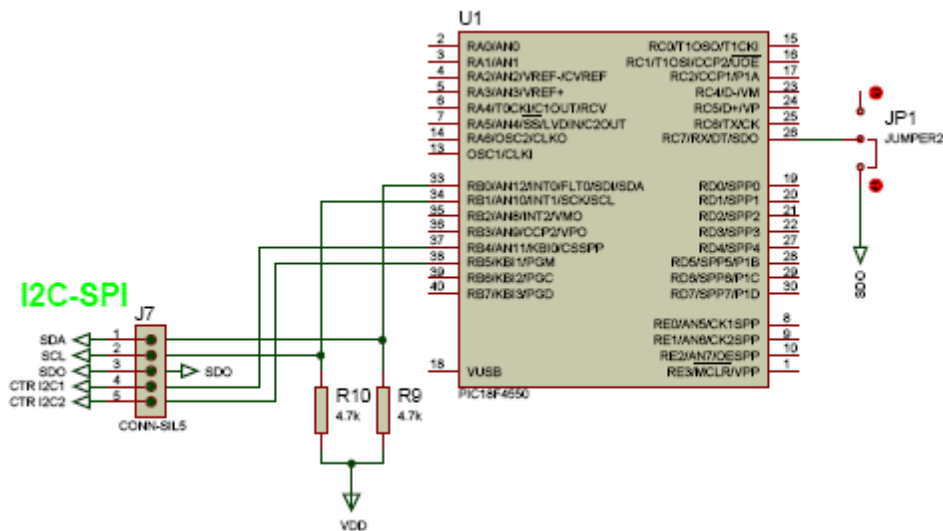 U1
2 RA0/AN0
3 RA1/AN1
4 RA2/AN2/VREF-/CVREF
5 RA3/AN3/VREF+
6 RA4/T0CKI/C1OUT/RCV
7 RA5/AN4/SS/LVDIN/C2OUT
14 RA6/OSC2/CLKO
13 OSC1/CLKI
33 RB0/AN12/INT0/FLT0/SDI/SDA
34 RB1/AN10/INT1/SCK/SCL
35 RB2/AN8/INT2/VMO
36 RB3/AN9/CCP2/VPO
37 RB4/AN11/KBI0/CSSPP
38 RB5/KBI1/PGM
39 RB6/KBI2/PGC
40 RB7/KBI3/PGD
18 VUSB
RC0/T1OSO/T1CKI 15
RC1/T1OSI/CCP2/UOE 16
RC2/CCP1/P1A 17
RC4/D-/VM 23
RC5/D+/VP 24
RC6/TX/CK 25
RC7/RX/DT/SDO 26
RD0/SPP0 19
RD1/SPP1 20
RD2/SPP2 21
RD3/SPP3 22
RD4/SPP4 27
RD5/SPP5/P1B 28
RD6/SPP6/P1C 29
RD7/SPP7/P1D 30
RE0/AN5/CK1SPP 8
RE1/AN6/CK2SPP 9
RE2/AN7/OESPP 10
RE3/MCLR/VPP 1
PIC18F4550
JP1
JUMPER2
SDO
I2C-SPI
J7
SDA 1
SCL 2
SDO 3 SDO
CTR I2C1 4
CTR I2C2 5
CONN-SIL5
R10
4.7k
R9
4.7k
VDD